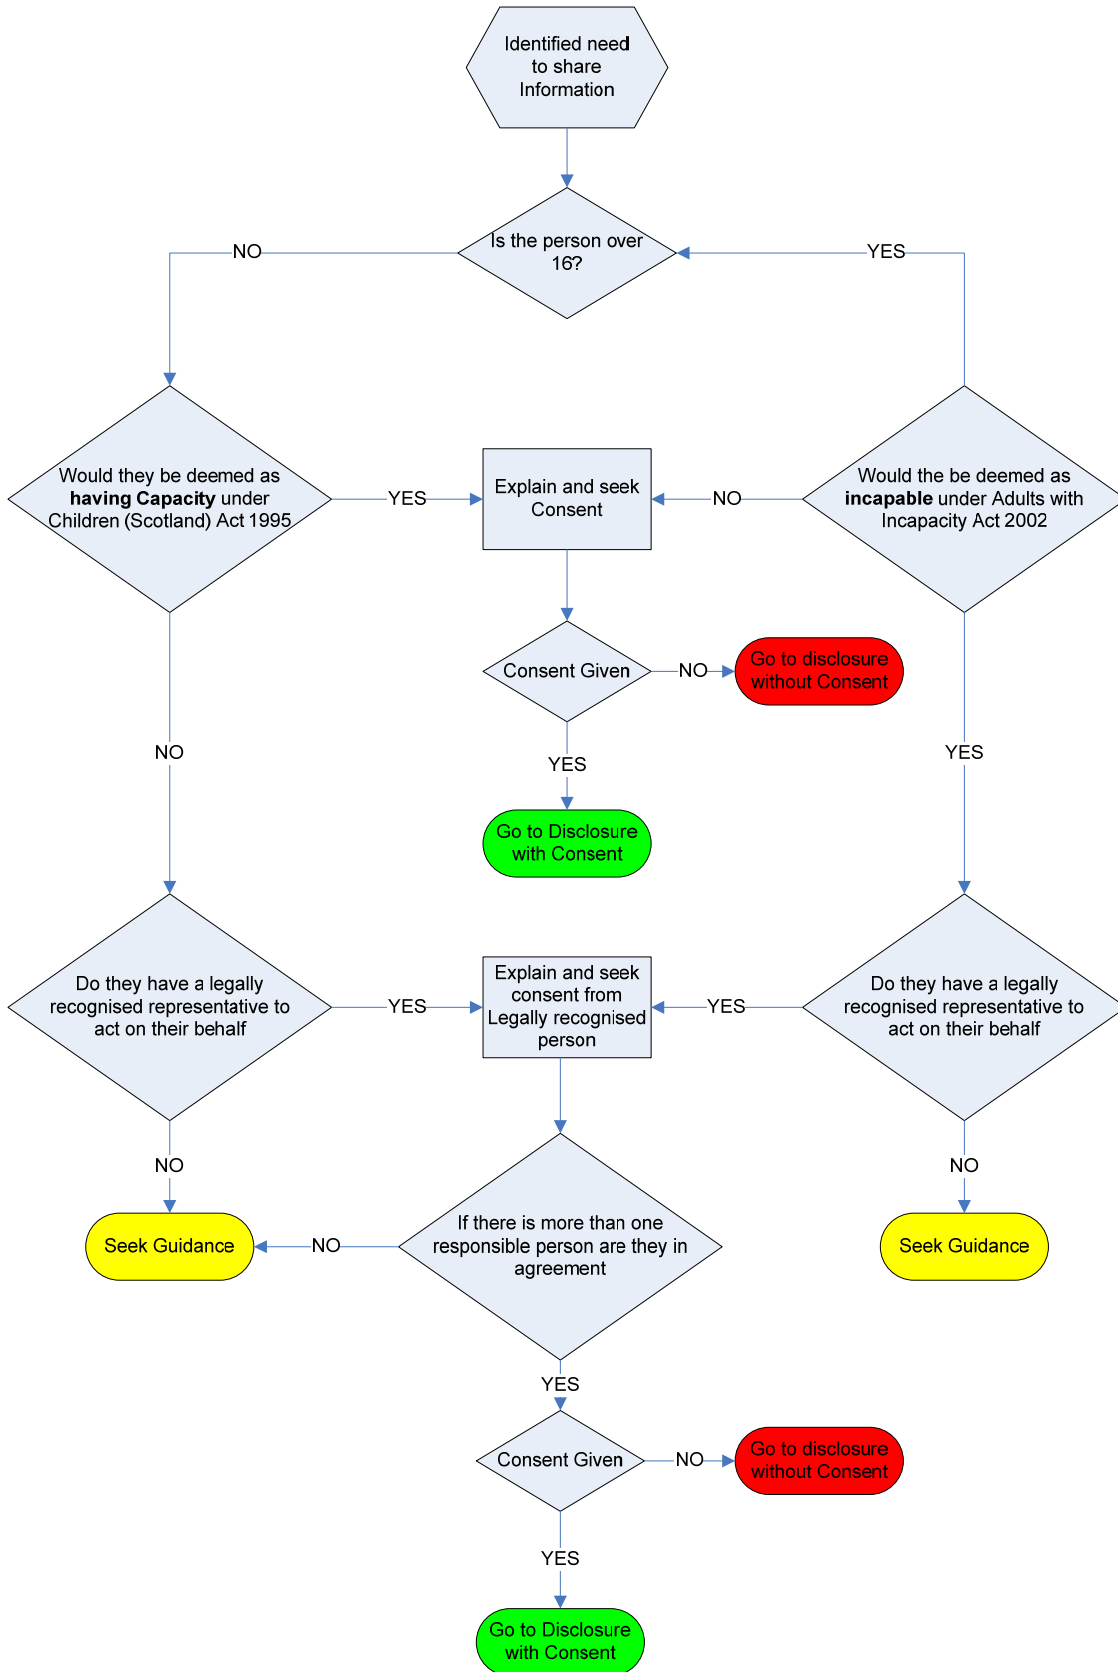 Identified need
to share
Information
Is the person over
16?
NO
YES
Would they be deemed as
having Capacity under
Children (Scotland) Act 1995
YES
Explain and seek
Consent
NO
Would the be deemed as
incapable under Adults with
Incapacity Act 2002
Consent Given
NO
Go to disclosure
without Consent
NO
YES
YES
Go to Disclosure
with Consent
Do they have a legally
recognised representative to
act on their behalf
YES
Explain and seek
consent from
Legally recognised
person
YES
Do they have a legally
recognised representative to
act on their behalf
NO
NO
Seek Guidance
NO
If there is more than one
responsible person are they in
agreement
Seek Guidance
YES
Consent Given
NO
Go to disclosure
without Consent
YES
Go to Disclosure
with Consent